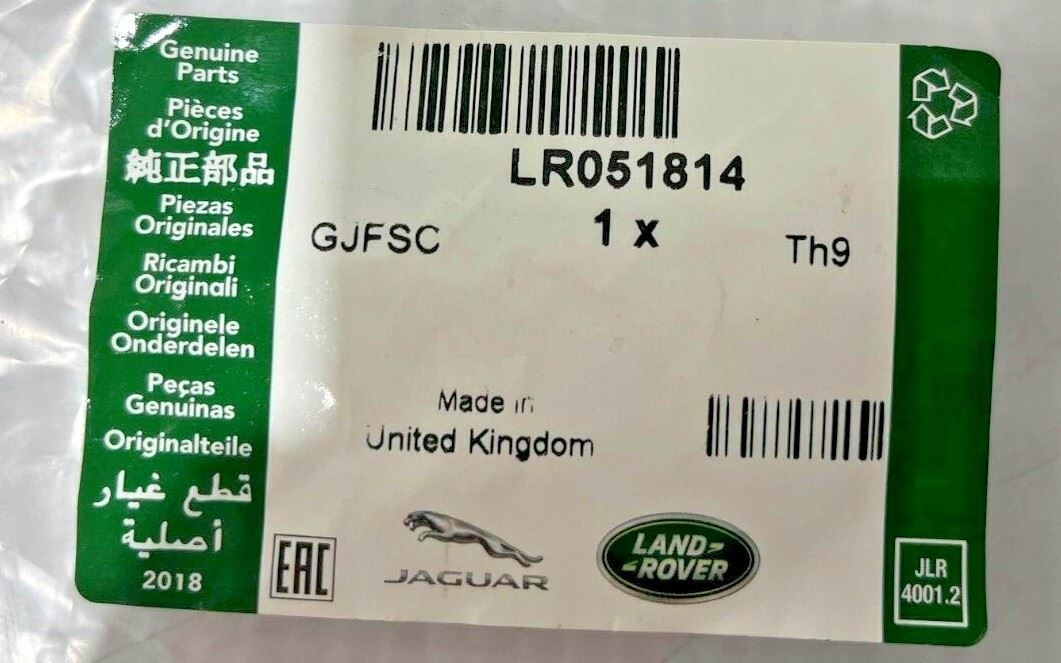 Genuine
Parts
Pièces
d'Origine
純正部品
Piezas
Originales
Ricambi
Originali
Originele
Onderdelen
Peças
Genuinas
Originalteile
قطع غيار
أصلية
2018
LR051814
1 x
GJFSC
Th9
Made in
United Kingdom
EAC
JAGUAR
LAND-
-ROVER
JLR
4001.2